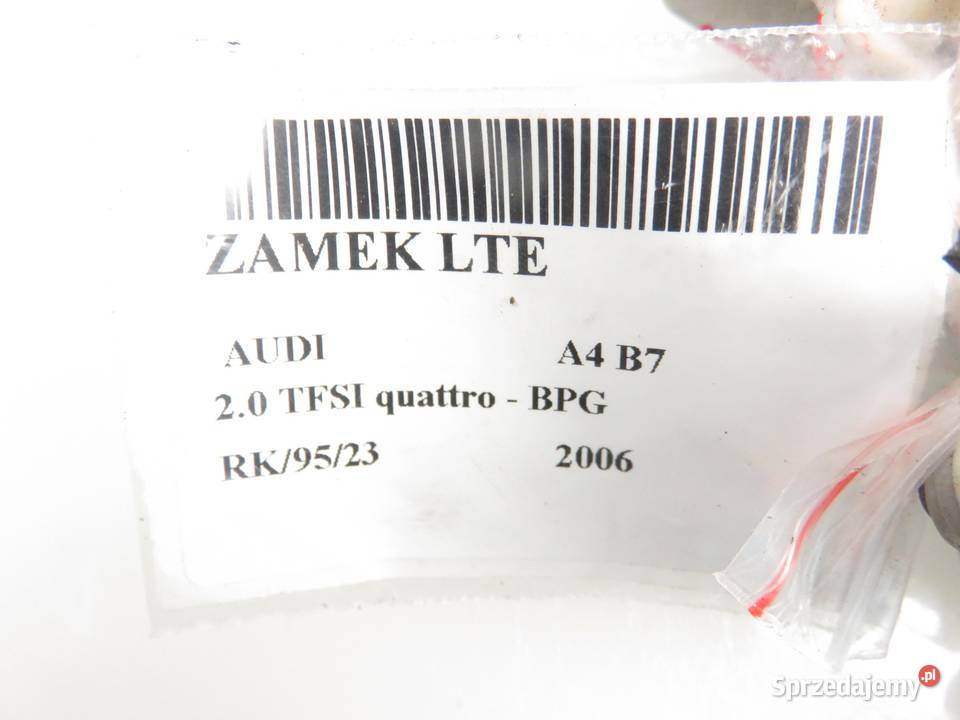 ZAMEK LTE
AUDI A4 B7
2.0 TFSI quattro - BPG
RK/95/23 2006
Sprzedajemy.pl